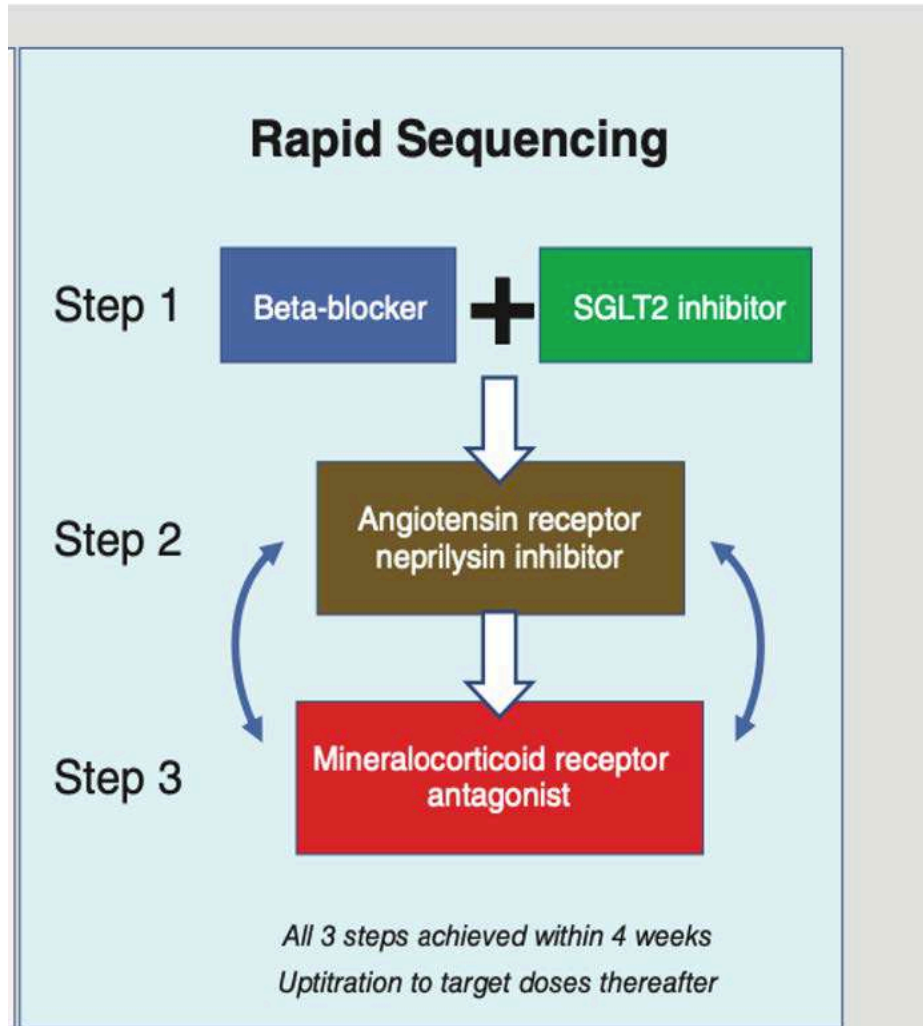 Rapid Sequencing
Step 1
Beta-blocker
+
SGLT2 inhibitor
Step 2
Angiotensin receptor
neprilysin inhibitor
Step 3
Mineralocorticoid receptor
antagonist
All 3 steps achieved within 4 weeks
Uptitration to target doses thereafter